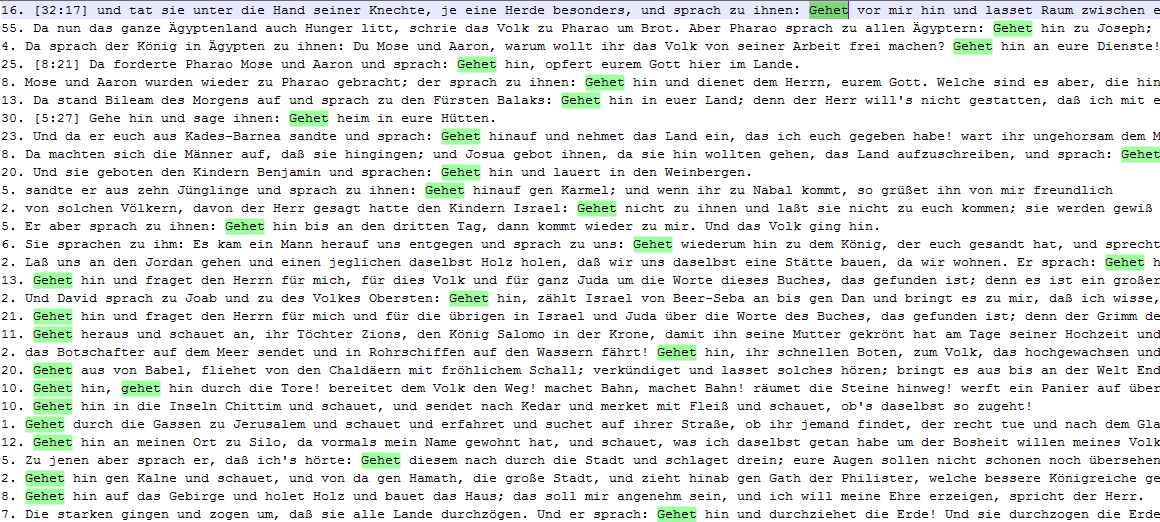 16. [32:17] und tat sie unter die Hand seiner Knechte, je eine Herde besonders, und sprach zu ihnen: Gehet vor mir hin und lasset Raum zwischen e
55. Da nun das ganze Ägyptenland auch Hunger litt, schrie das Volk zu Pharao um Brot. Aber Pharao sprach zu allen Ägyptern: Gehet hin zu Joseph;
4. Da sprach der König in Ägypten zu ihnen: Du Mose und Aaron, warum wollt ihr das Volk von seiner Arbeit frei machen? Gehet hin an eure Dienste!
25. [8:21] Da forderte Pharao Mose und Aaron und sprach: Gehet hin, opfert eurem Gott hier im Lande.
8. Mose und Aaron wurden wieder zu Pharao gebracht; der sprach zu ihnen: Gehet hin und dienet dem Herrn, eurem Gott. Welche sind es aber, die hin
13. Da stand Bileam des Morgens auf und sprach zu den Fürsten Balaks: Gehet hin in euer Land; denn der Herr will's nicht gestatten, daß ich mit e
30. [5:27] Gehe hin und sage ihnen: Gehet heim in eure Hütten.
23. Und da er euch aus Kades-Barnea sandte und sprach: Gehet hinauf und nehmet das Land ein, das ich euch gegeben habe! wart ihr ungehorsam dem M
8. Da machten sich die Männer auf, daß sie hingingen; und Josua gebot ihnen, da sie hin wollten gehen, das Land aufzuschreiben, und sprach: Gehet
20. Und sie geboten den Kindern Benjamin und sprachen: Gehet hin und lauert in den Weinbergen.
5. sandte er aus zehn Jünglinge und sprach zu ihnen: Gehet hinauf gen Karmel; und wenn ihr zu Nabal kommt, so grüßet ihn von mir freundlich
2. von solchen Völkern, davon der Herr gesagt hatte den Kindern Israel: Gehet nicht zu ihnen und laßt sie nicht zu euch kommen; sie werden gewiß
5. Er aber sprach zu ihnen: Gehet hin bis an den dritten Tag, dann kommt wieder zu mir. Und das Volk ging hin.
6. Sie sprachen zu ihm: Es kam ein Mann herauf uns entgegen und sprach zu uns: Gehet wiederum hin zu dem König, der euch gesandt hat, und sprecht
2. Laß uns an den Jordan gehen und einen jeglichen daselbst Holz holen, daß wir uns daselbst eine Stätte bauen, da wir wohnen. Er sprach: Gehet h
13. Gehet hin und fraget den Herrn für mich, für dies Volk und für ganz Juda um die Worte dieses Buches, das gefunden ist; denn es ist ein großer
2. Und David sprach zu Joab und zu des Volkes Obersten: Gehet hin, zählt Israel von Beer-Seba an bis gen Dan und bringt es zu mir, daß ich wisse,
21. Gehet hin und fraget den Herrn für mich und für die übrigen in Israel und Juda über die Worte des Buches, das gefunden ist; denn der Grimm de
11. Gehet heraus und schauet an, ihr Töchter Zions, den König Salomo in der Krone, damit ihn seine Mutter gekrönt hat am Tage seiner Hochzeit und
2. das Botschafter auf dem Meer sendet und in Rohrschiffen auf den Wassern fährt! Gehet hin, ihr schnellen Boten, zum Volk, das hochgewachsen und
20. Gehet aus von Babel, fliehet von den Chaldäern mit fröhlichem Schall; verkündiget und lasset solches hören; bringt es aus bis an der Welt End
10. Gehet hin, gehet hin durch die Tore! bereitet dem Volk den Weg! machet Bahn, machet Bahn! räumet die Steine hinweg! werft ein Panier auf über
10. Gehet hin in die Inseln Chittim und schauet, und sendet nach Kedar und merket mit Fleiß und schauet, ob's daselbst so zugeht!
1. Gehet durch die Gassen zu Jerusalem und schauet und erfahret und suchet auf ihrer Straße, ob ihr jemand findet, der recht tue und nach dem Gla
12. Gehet hin an meinen Ort zu Silo, da vormals mein Name gewohnt hat, und schauet, was ich daselbst getan habe um der Bosheit willen meines Volk
5. Zu jenen aber sprach er, daß ich's hörte: Gehet diesem nach durch die Stadt und schlaget drein; eure Augen sollen nicht schonen noch übersehen
2. Gehet hin gen Kalne und schauet, und von da gen Hamath, die große Stadt, und zieht hinab gen Gath der Philister, welche bessere Königreiche ge
8. Gehet hin auf das Gebirge und holet Holz und bauet das Haus; das soll mir angenehm sein, und ich will meine Ehre erzeigen, spricht der Herr.
7. Die starken gingen und zogen um, daß sie alle Lande durchzögen. Und er sprach: Gehet hin und durchziehet die Erde! Und sie durchzogen die Erde